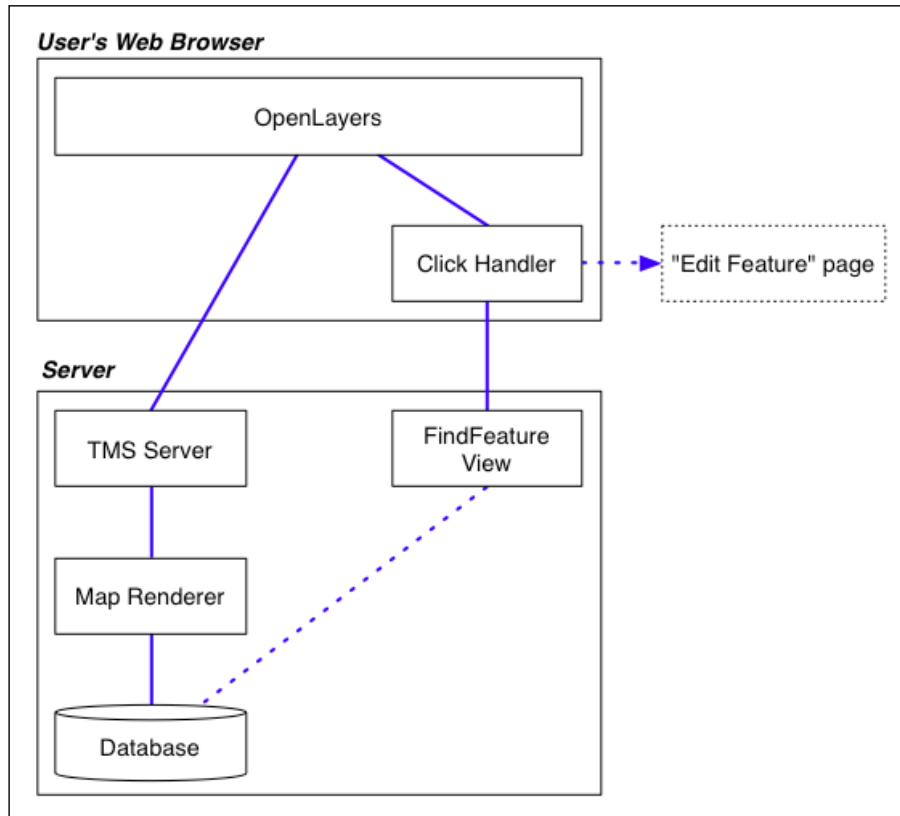 User's Web Browser
OpenLayers
Click Handler
"Edit Feature" page
Server
TMS Server
FindFeature
View
Map Renderer
Database